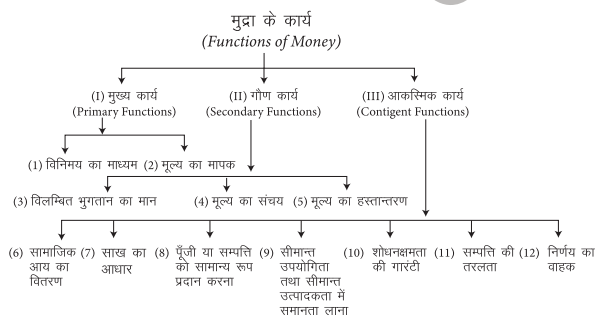 मुद्रा के कार्य
(Functions of Money)
(I) मुख्य कार्य
(Primary Functions)
(II) गौण कार्य
(Secondary Functions)
(III) आकस्मिक कार्य
(Contigent Functions)
(1) विनिमय का माध्यम (2) मूल्य का मापक
(3) विलम्बित भुगतान का मान (4) मूल्य का संचय (5) मूल्य का हस्तान्तरण
(6) सामाजिक
आय का
वितरण
(7) साख का
आधार
(8) पूँजी या सम्पत्ति
को सामान्य रूप
प्रदान करना
(9) सीमान्त
उपयोगिता
तथा सीमान्त
उत्पादकता में
समानता लाना
(10) शोधनक्षमता
की गारंटी
(11) सम्पत्ति की
तरलता
(12) निर्णय का
वाहक